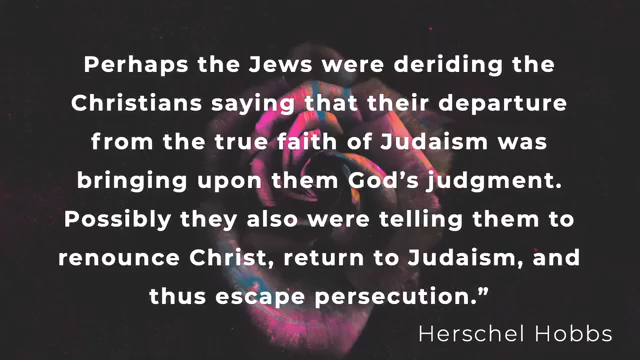 Perhaps the Jews were deriding the
Christians saying that their departure
from the true faith of Judaism was
bringing upon them God’s judgment.
Possibly they also were telling them to
renounce Christ, return to Judaism, and
thus escape persecution.”
Herschel Hobbs